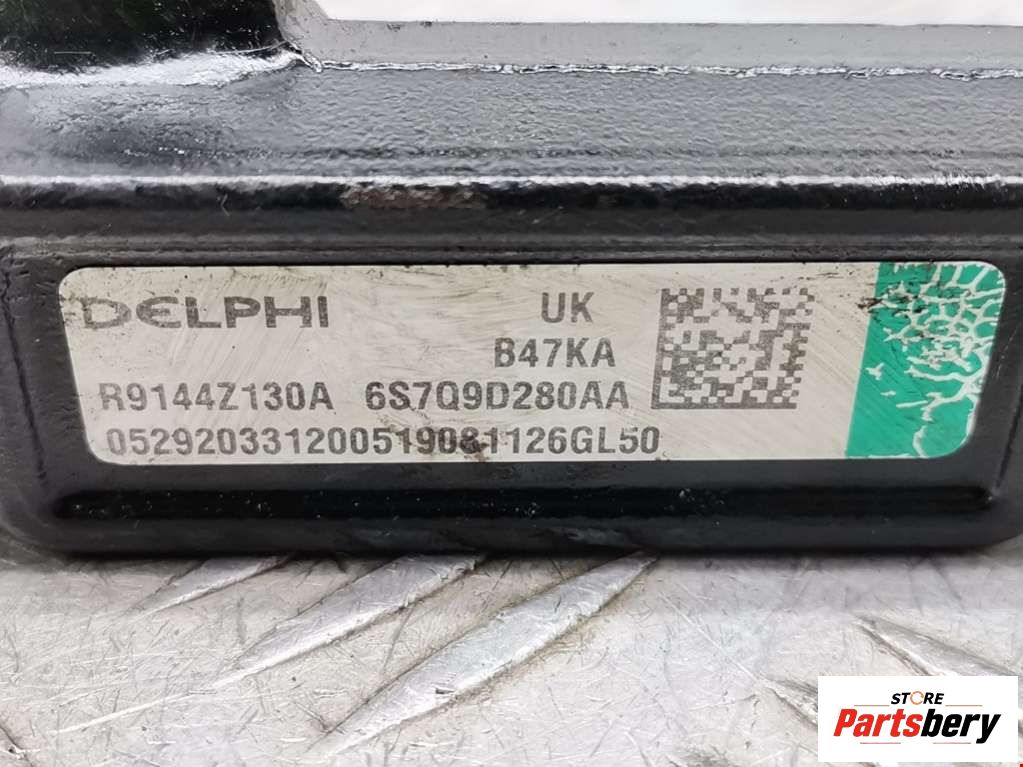 DELPHI
UK
B47KA
R9144Z130A 6S7Q9D280AA
05292033120051908​1126GL50
STORE
Partsbery